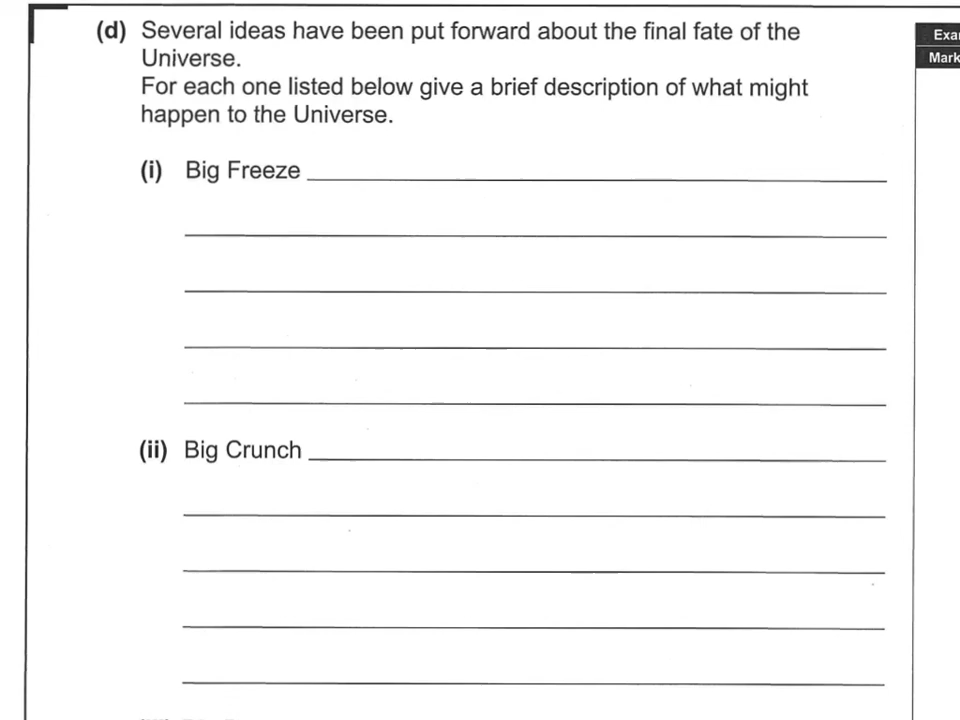 (d) Several ideas have been put forward about the final fate of the
Universe.
For each one listed below give a brief description of what might
happen to the Universe.
(i) Big Freeze
(ii) Big Crunch